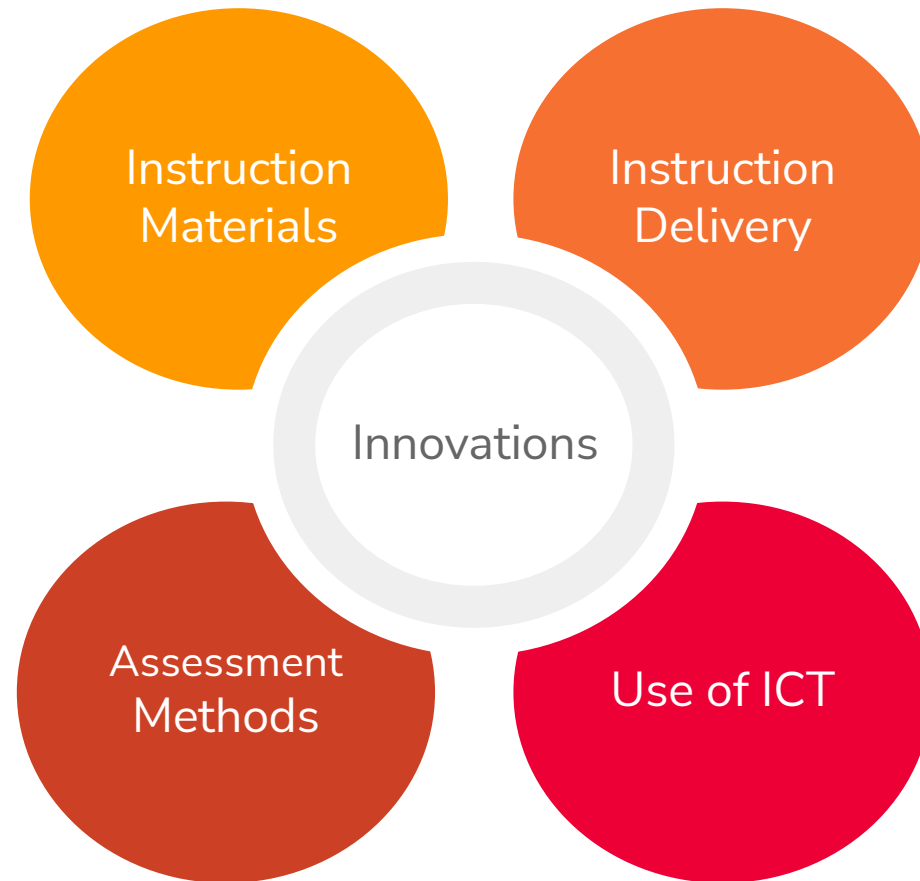 Instruction
Materials
Instruction
Delivery
Innovations
Assessment
Methods
Use of ICT